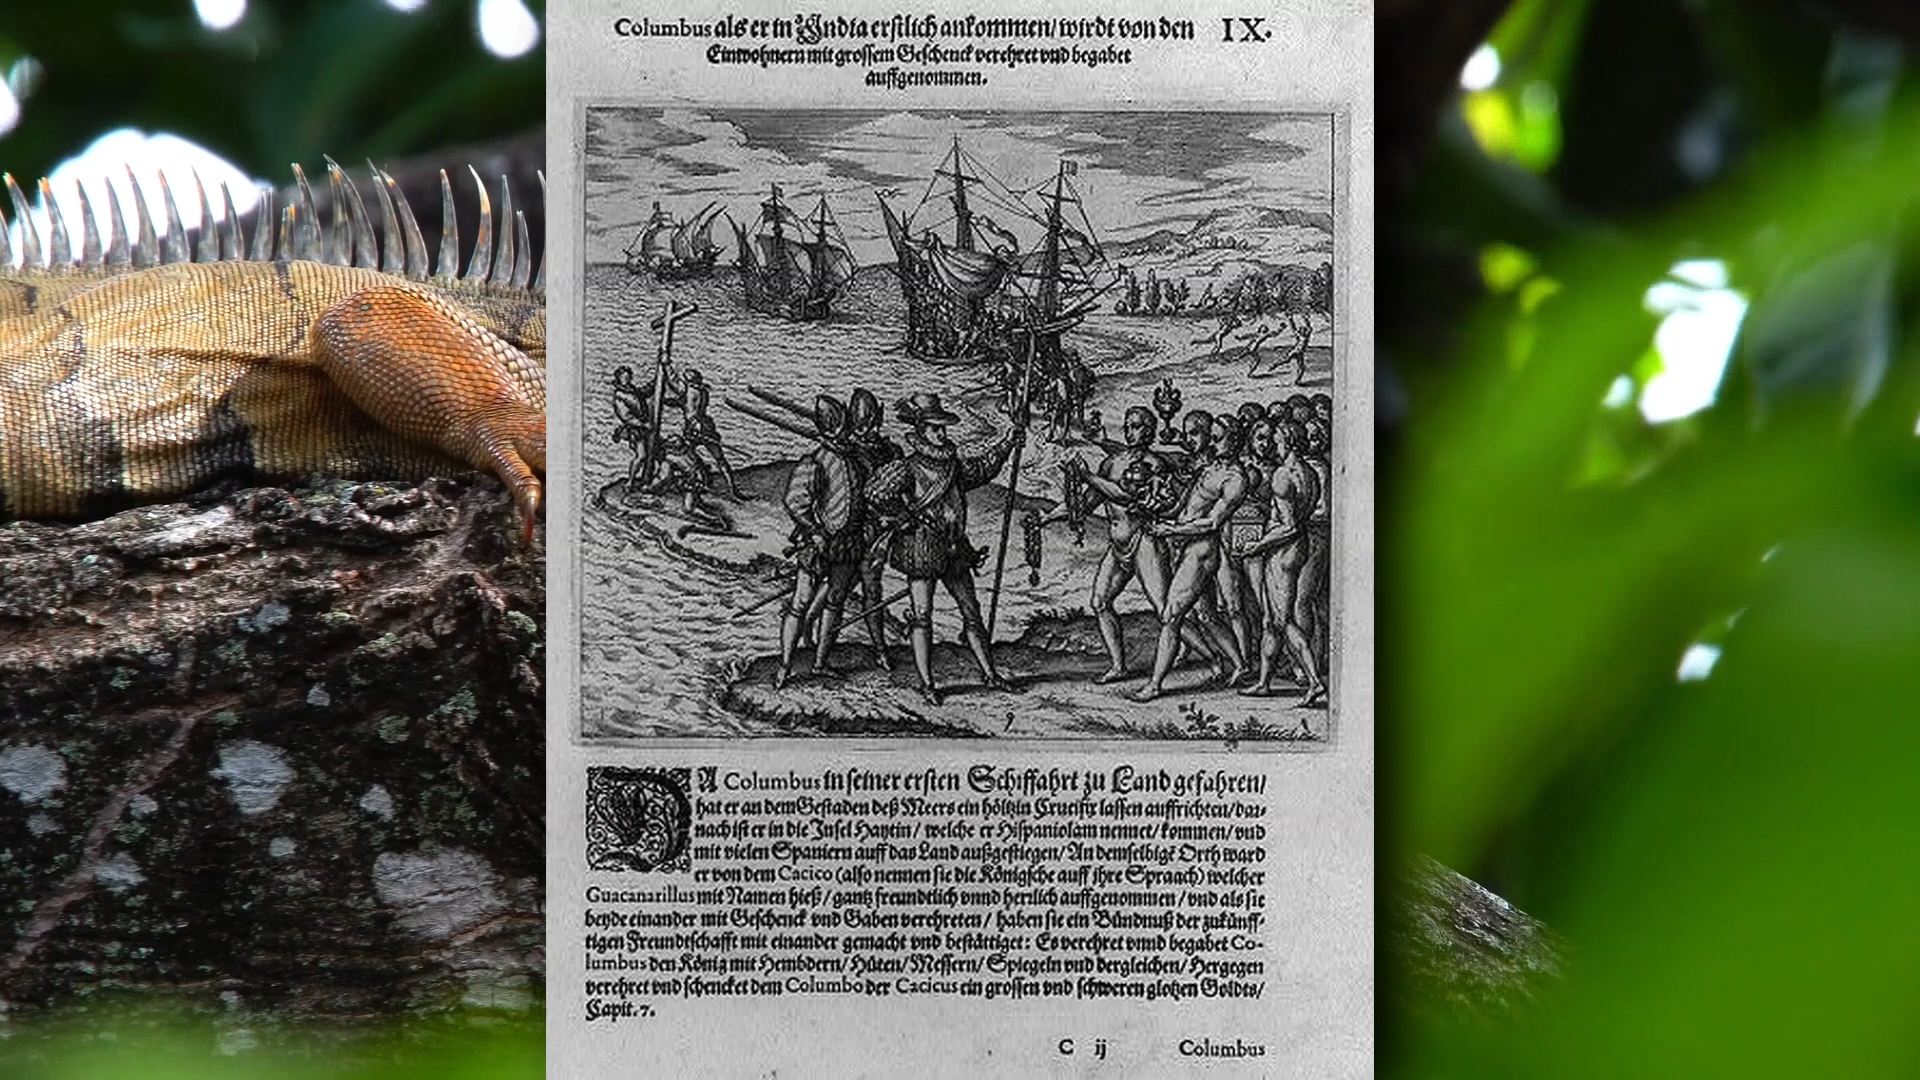 Columbus als er in India erstlich ankommen/ wirdt von den IX.
Einwohnern mit grossem Geschenck verehret vnd begabet
auffgenommen.
9
DA Columbus in seiner ersten Schiffahrt zu Land gefahren/
hat er an dem Gestaden deß Meers ein höltzin Crucifix lassen auffrichten/ dar-
nach ist er in die Insel Haytin/ welche er Hispaniolam nennet/ kommen/ vnd
mit vielen Spaniern auff das Land außgestiegen/ An demselbigẽ Orth ward
er von dem Cacico (also nennen sie die Königsche auff jhre Spraach) welcher
Guacanarillus mit Namen hieß/ gantz freundtlich vnnd herrlich auffgenommen/ vnd als sie
beyde einander mit Geschenck vnd Gaben verehreten/ haben sie ein Bündnuß der zukünff-
tigen Freundtschafft mit einander gemacht vnd bestättiget: Es verehret vnnd begabet Co-
lumbus den König mit Hembdern/ Hüten/ Messern/ Spiegeln vnd dergleichen/ Hergegen
verehret vnd schencket dem Columbo der Cacicus ein grossen vnd schweren glotzen Goldts/
Capit. 7.
C ij Columbus